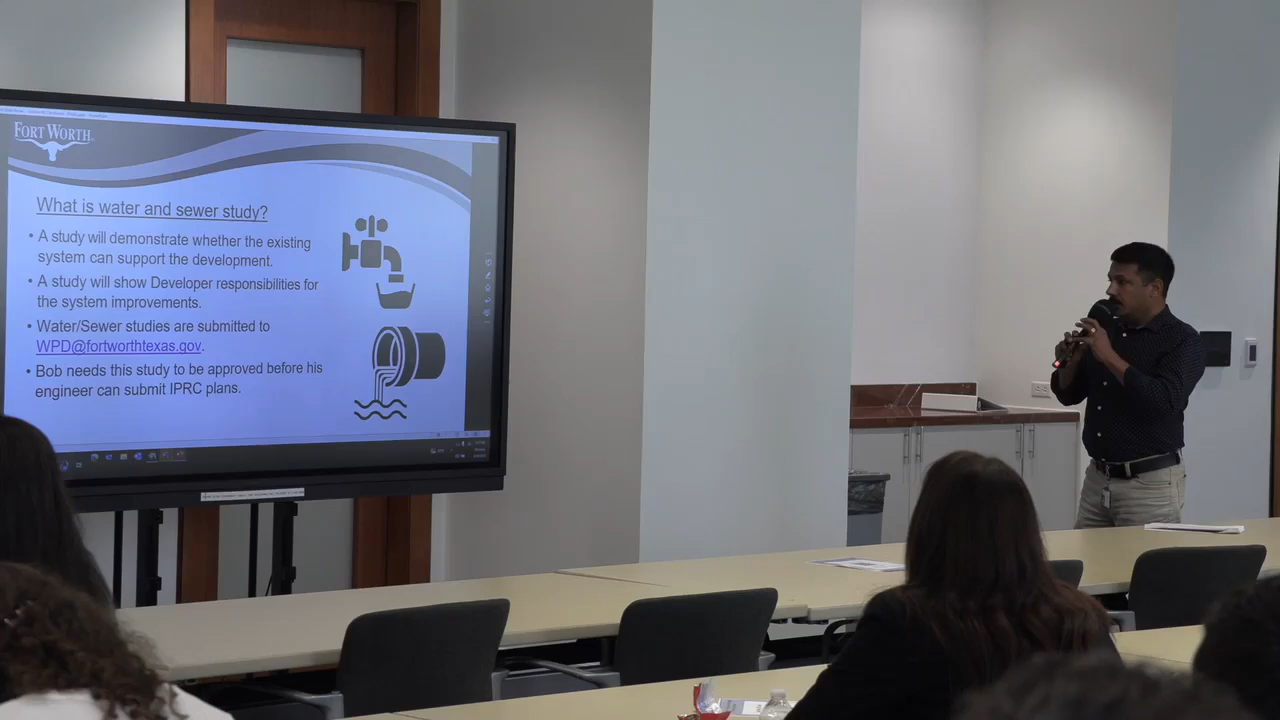 FORT WORTH
What is water and sewer study?
• A study will demonstrate whether the existing
system can support the development.
• A study will show Developer responsibilities for
the system improvements.
• Water/Sewer studies are submitted to
WPD@fortworthtexas.gov.
• Bob needs this study to be approved before his
engineer can submit IPRC plans.